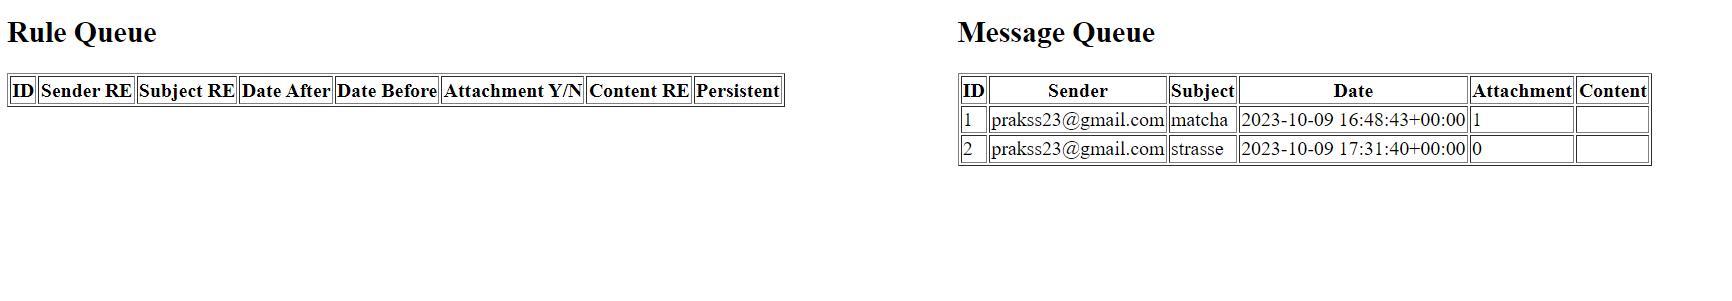 Rule Queue
ID Sender RE Subject RE Date After Date Before Attachment Y/N Content RE Persistent
Message Queue
ID Sender Subject Date Attachment Content
1 prakss23@gmail.com matcha 2023-10-09 16:48:43+00:00 1
2 prakss23@gmail.com strasse 2023-10-09 17:31:40+00:00 0